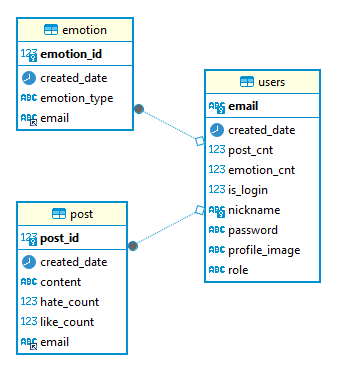 emotion
123 emotion_id
created_date
ABC emotion_type
ABC email
users
ABC email
created_date
123 post_cnt
123 emotion_cnt
123 is_login
ABC nickname
ABC password
ABC profile_image
ABC role
post
123 post_id
created_date
ABC content
123 hate_count
123 like_count
ABC email